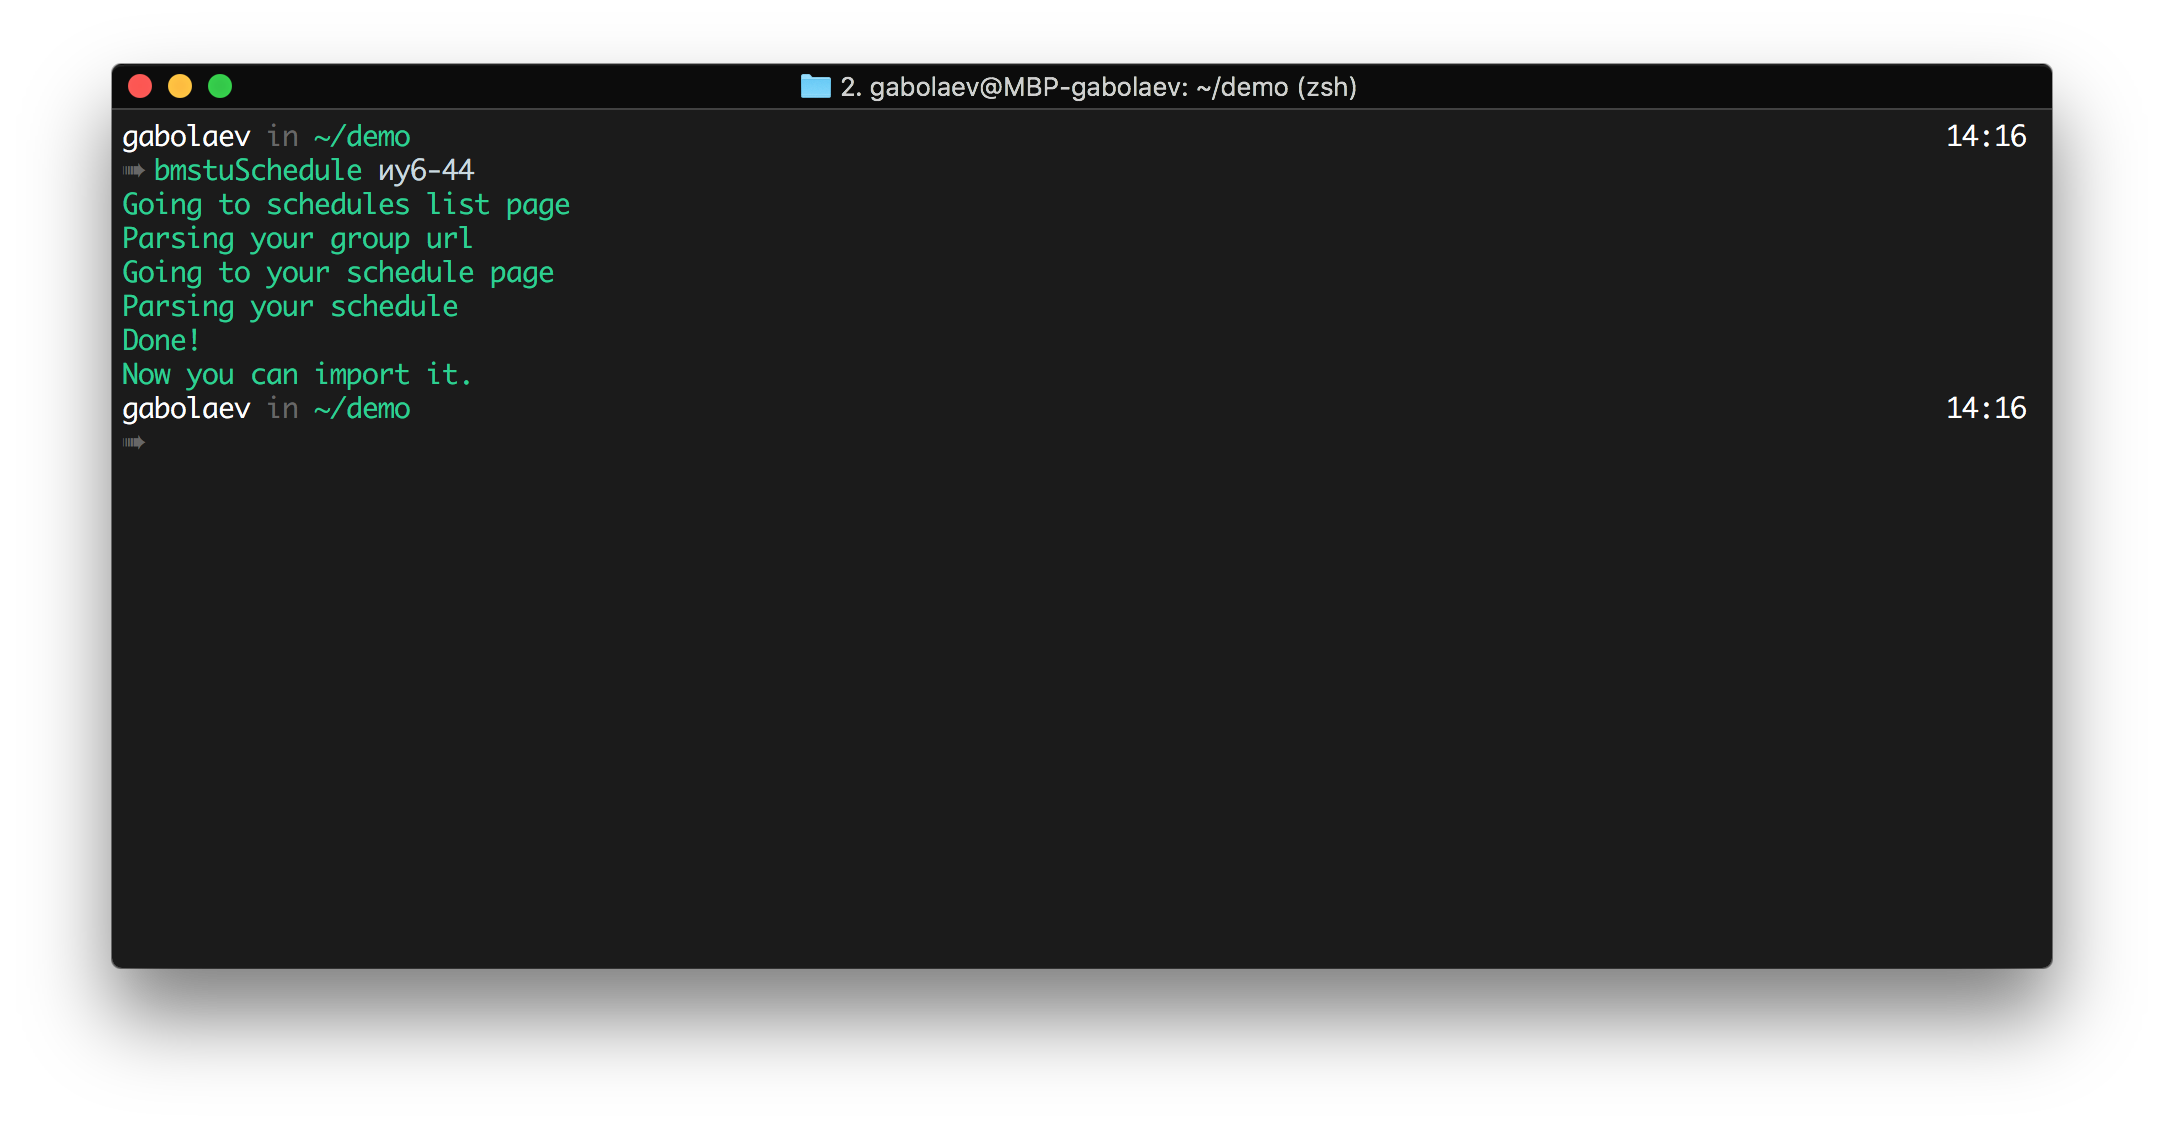 2. gabolaev@MBP-gabolaev: ~/demo (zsh)
gabolaev in ~/demo 14:16
➠ bmstuSchedule иу6-44
Going to schedules list page
Parsing your group url
Going to your schedule page
Parsing your schedule
Done!
Now you can import it.
gabolaev in ~/demo 14:16
➠